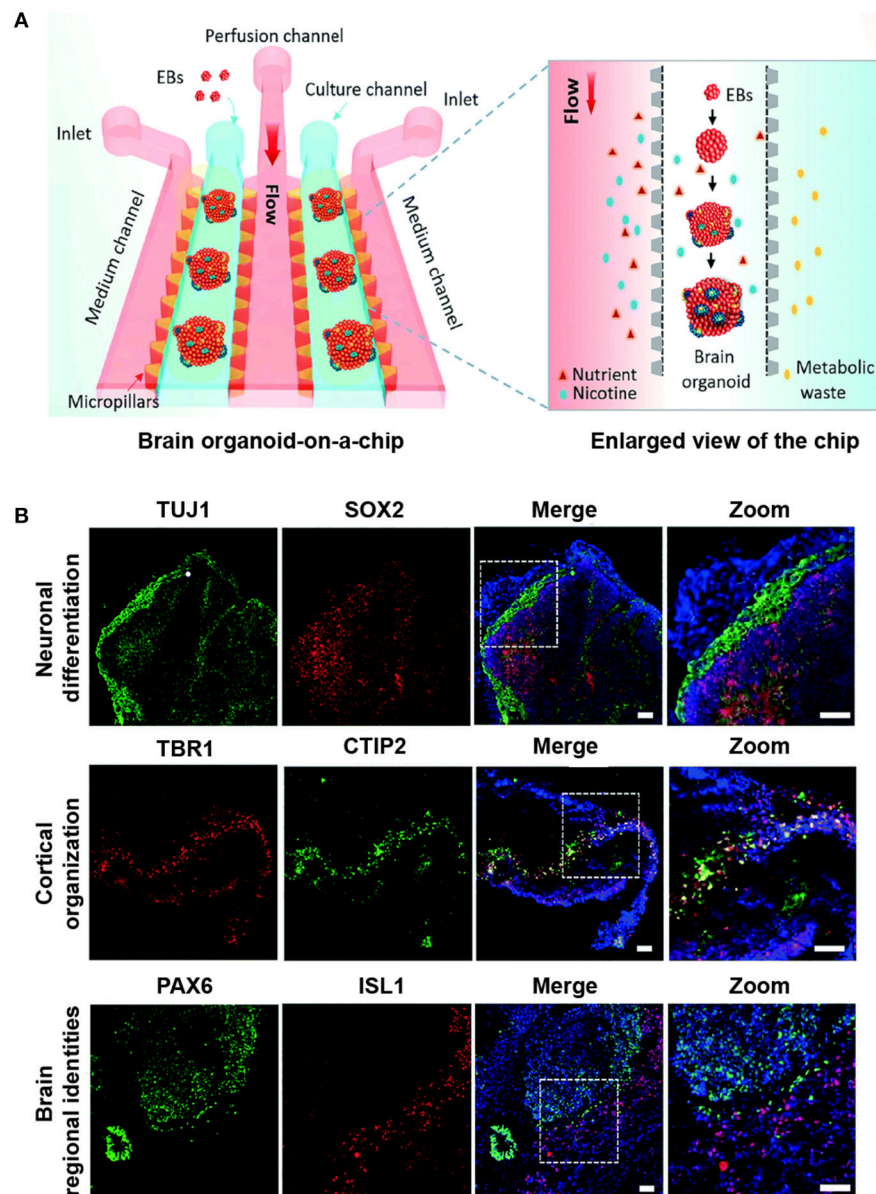 A
Perfusion channel
EBs
Culture channel
Inlet
Inlet
Flow
Medium channel
Medium channel
Micropillars
Brain organoid-on-a-chip
Flow
EBs
Brain
organoid
Nutrient
Nicotine
Metabolic
waste
Enlarged view of the chip
B
TUJ1
SOX2
Merge
Zoom
Neuronal
differentiation
TBR1
CTIP2
Merge
Zoom
Cortical
organization
PAX6
ISL1
Merge
Zoom
Brain
regional identities